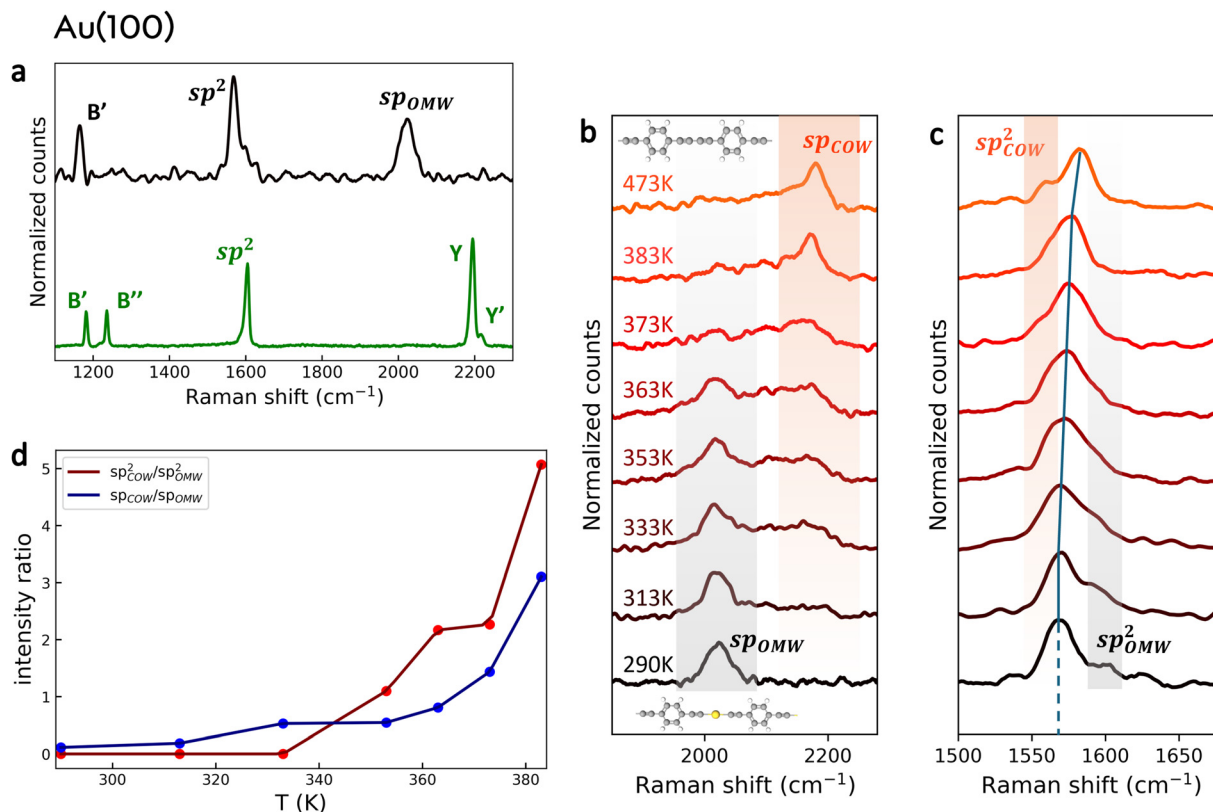 Au(100)
a
B'
sp²
sp_OMW
B'
B''
sp²
Y
Y'
Normalized counts
1200 1400 1600 1800 2000 2200
Raman shift (cm⁻¹)
b
sp_COW
473K
383K
373K
363K
353K
333K
313K
290K
sp_OMW
Normalized counts
2000 2200
Raman shift (cm⁻¹)
c
sp²_COW
sp²_OMW
Normalized counts
1500 1550 1600 1650
Raman shift (cm⁻¹)
d
sp²_COW/sp²_OMW
sp_COW/sp_OMW
intensity ratio
5
4
3
2
1
0
300 320 340 360 380
T (K)